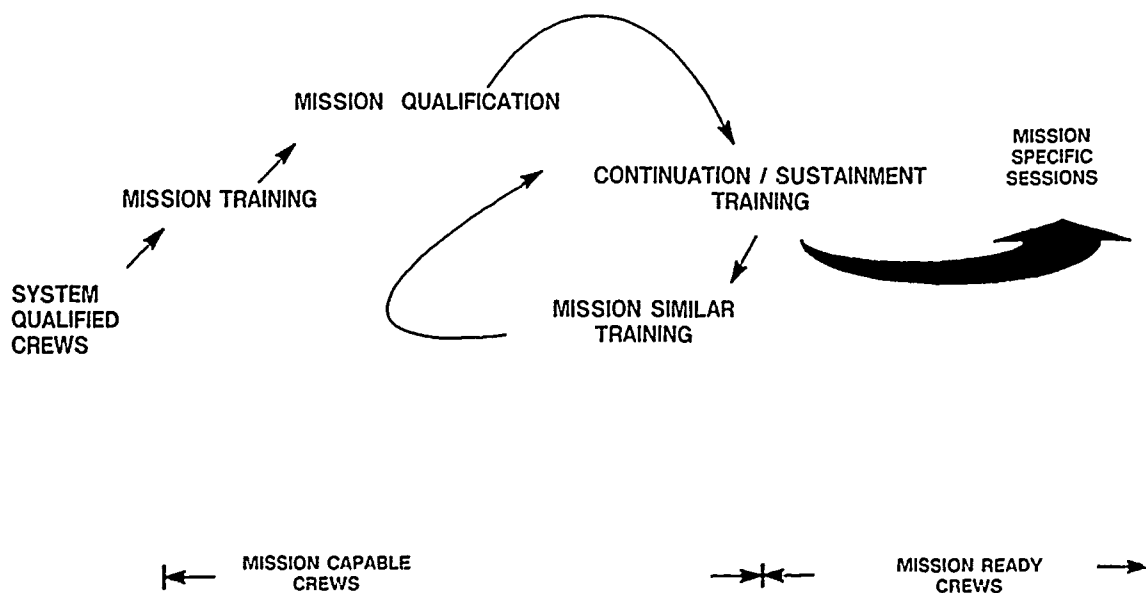 MISSION QUALIFICATION
MISSION
SPECIFIC
SESSIONS
CONTINUATION / SUSTAINMENT
TRAINING
MISSION TRAINING
SYSTEM
QUALIFIED
CREWS
MISSION SIMILAR
TRAINING
MISSION CAPABLE
CREWS
MISSION READY
CREWS